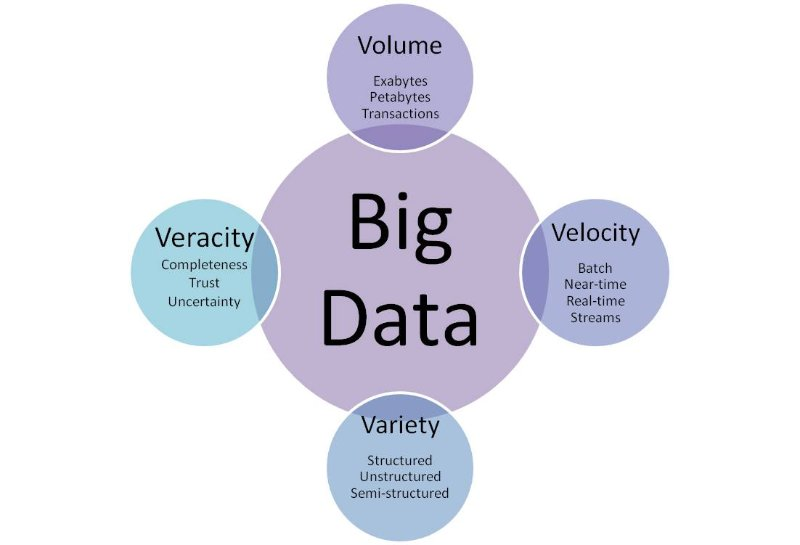 Volume
Exabytes
Petabytes
Transactions
Big
Data
Veracity
Completeness
Trust
Uncertainty
Velocity
Batch
Near-time
Real-time
Streams
Variety
Structured
Unstructured
Semi-structured